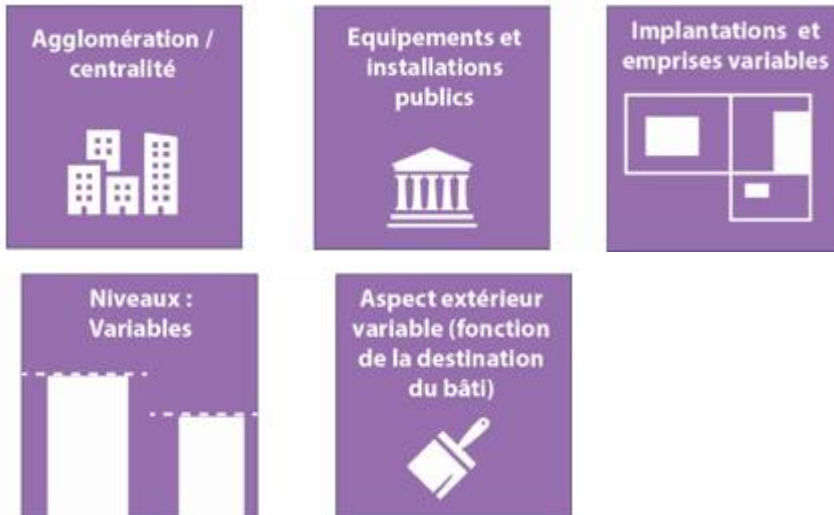 Agglomération /
centralité
Equipements et
installations
publics
Implantations et
emprises variables
Niveaux :
Variables
Aspect extérieur
variable (fonction
de la destination
du bâti)